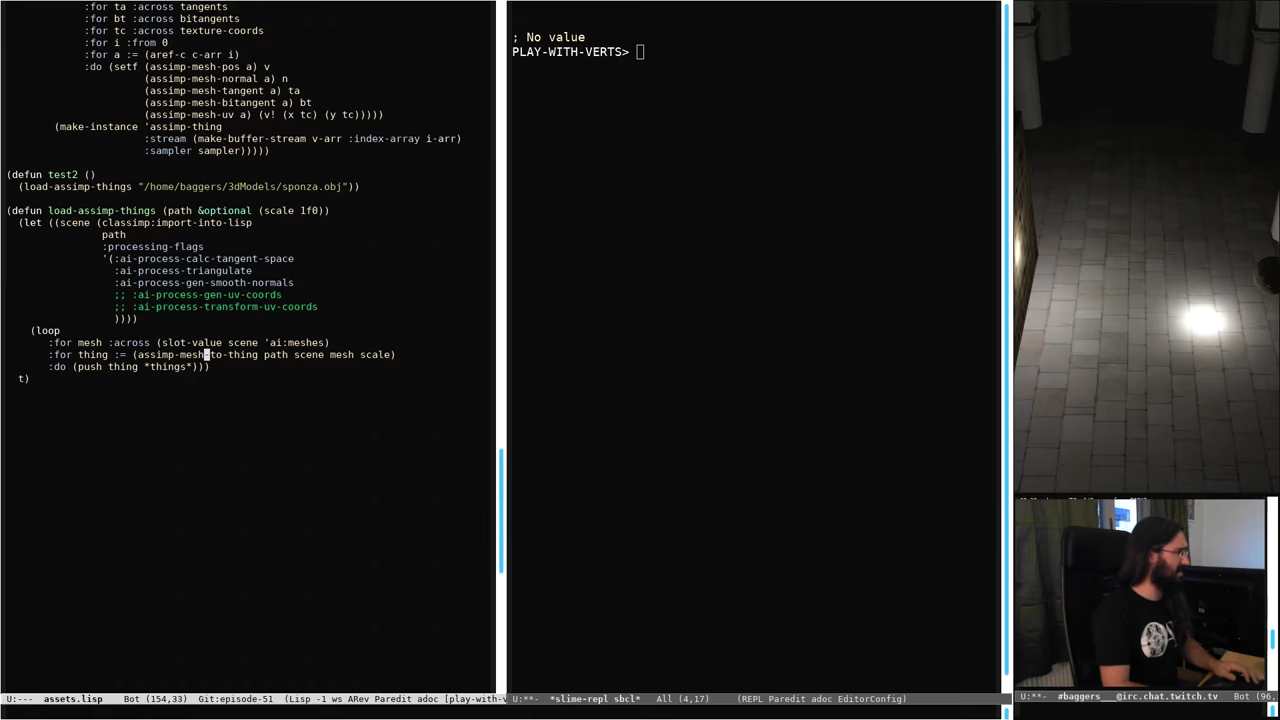 :for ta :across tangents
:for bt :across bitangents
:for tc :across texture-coords
:for i :from 0
:for a := (aref-c c-arr i)
:do (setf (assimp-mesh-pos a) v
(assimp-mesh-normal a) n
(assimp-mesh-tangent a) ta
(assimp-mesh-bitangent a) bt
(assimp-mesh-uv a) (v! (x tc) (y tc)))))
(make-instance 'assimp-thing
:stream (make-buffer-stream v-arr :index-array i-arr)
:sampler sampler)))))
(defun test2 ()
(load-assimp-things "/home/baggers/3dModels/sponza.obj"))
(defun load-assimp-things (path &optional (scale 1f0))
(let ((scene (classimp:import-into-lisp
path
:processing-flags
'(:ai-process-calc-tangent-space
:ai-process-triangulate
:ai-process-gen-smooth-normals
;; :ai-process-gen-uv-coords
;; :ai-process-transform-uv-coords
))))
(loop
:for mesh :across (slot-value scene 'ai:meshes)
:for thing := (assimp-mesh-to-thing path scene mesh scale)
:do (push thing *things*)))
t)
U:--- assets.lisp Bot (154,33) Git:episode-51 (Lisp -1 ws ARev Paredit adoc [play-with-v
; No value
PLAY-WITH-VERTS>
U:**- *slime-repl sbcl* All (4,17) (REPL Paredit adoc EditorConfig)
U:**- #baggers___@irc.chat.twitch.tv Bot (96,